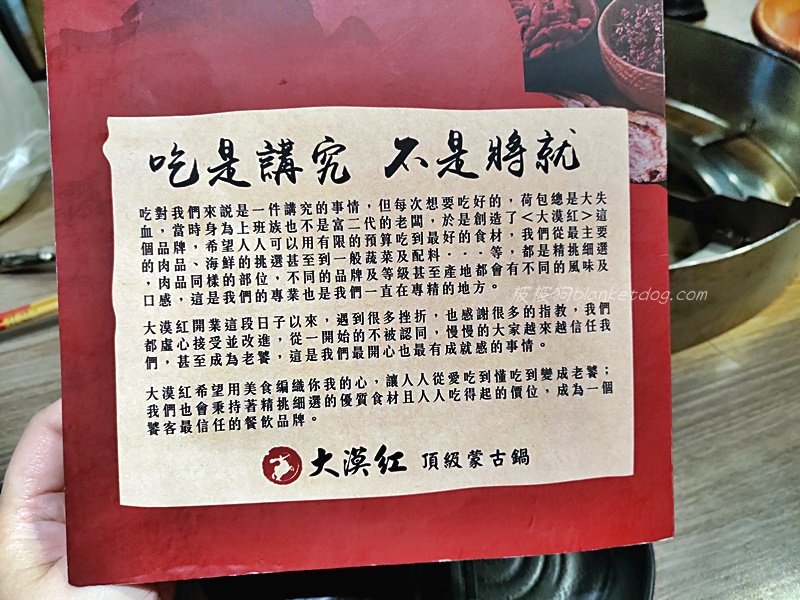 吃是講究 不是將就
吃對我們來說是一件講究的事情，但每次想要吃好的，荷包總是大失
血，當時身為上班族也不是富二代的老闆，於是創造了<大漠紅>這
個品牌，希望人人可以用有限的預算吃到最好的食材，我們從最主要
的肉品、海鮮的挑選甚至到一般蔬菜及配料．．．等，都是精挑細選
，肉品同樣的部位，不同的品牌及等級甚至產地都會有不同的風味及
口感，這是我們的專業也是我們一直在專精的地方。
大漠紅開業這段日子以來，遇到很多挫折，也感謝很多的指教，我們
都虛心接受並改進，從一開始的不被認同，慢慢的大家越來越信任我
們，甚至成為老饕，這是我們最開心也最有成就感的事情。
大漠紅希望用美食編織你我的心，讓人人從愛吃到懂吃到變成老饕；
我們也會秉持著精挑細選的優質食材且人人吃得起的價位，成為一個
饕客最信任的餐飲品牌。
大漠紅 頂級蒙古鍋
被被狗blanketdog.com